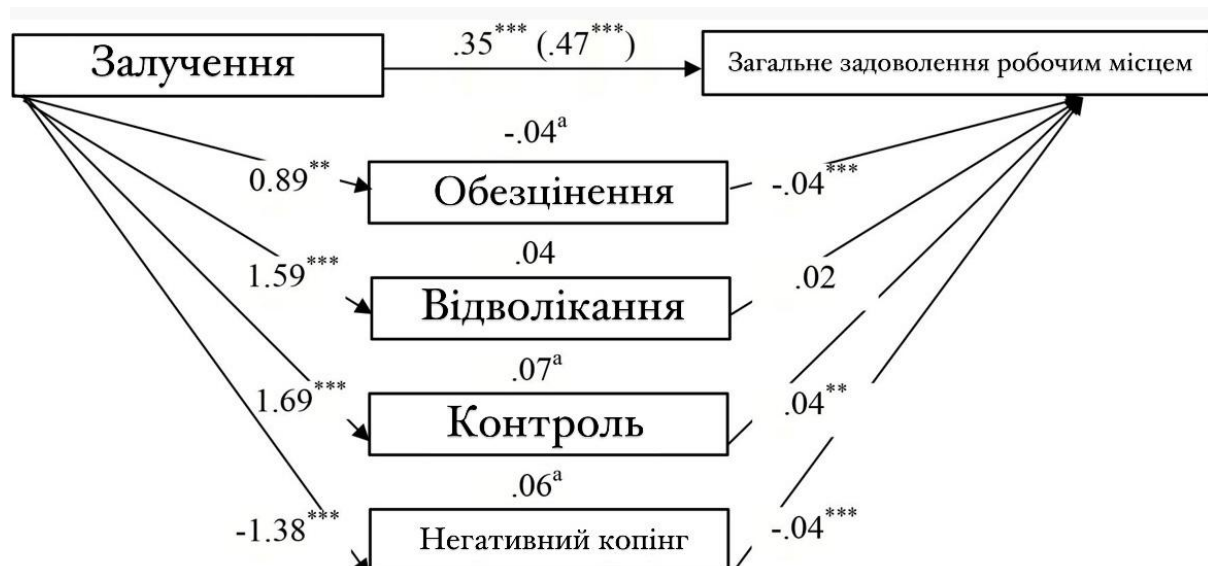 .35*** (.47***)
Залучення
Загальне задоволення робочим місцем
-.04ᵃ
0.89**
Обезцінення
-.04***
.04
1.59***
Відволікання
.02
.07ᵃ
1.69***
Контроль
.04**
.06ᵃ
-1.38***
Негативний копінг
-.04***